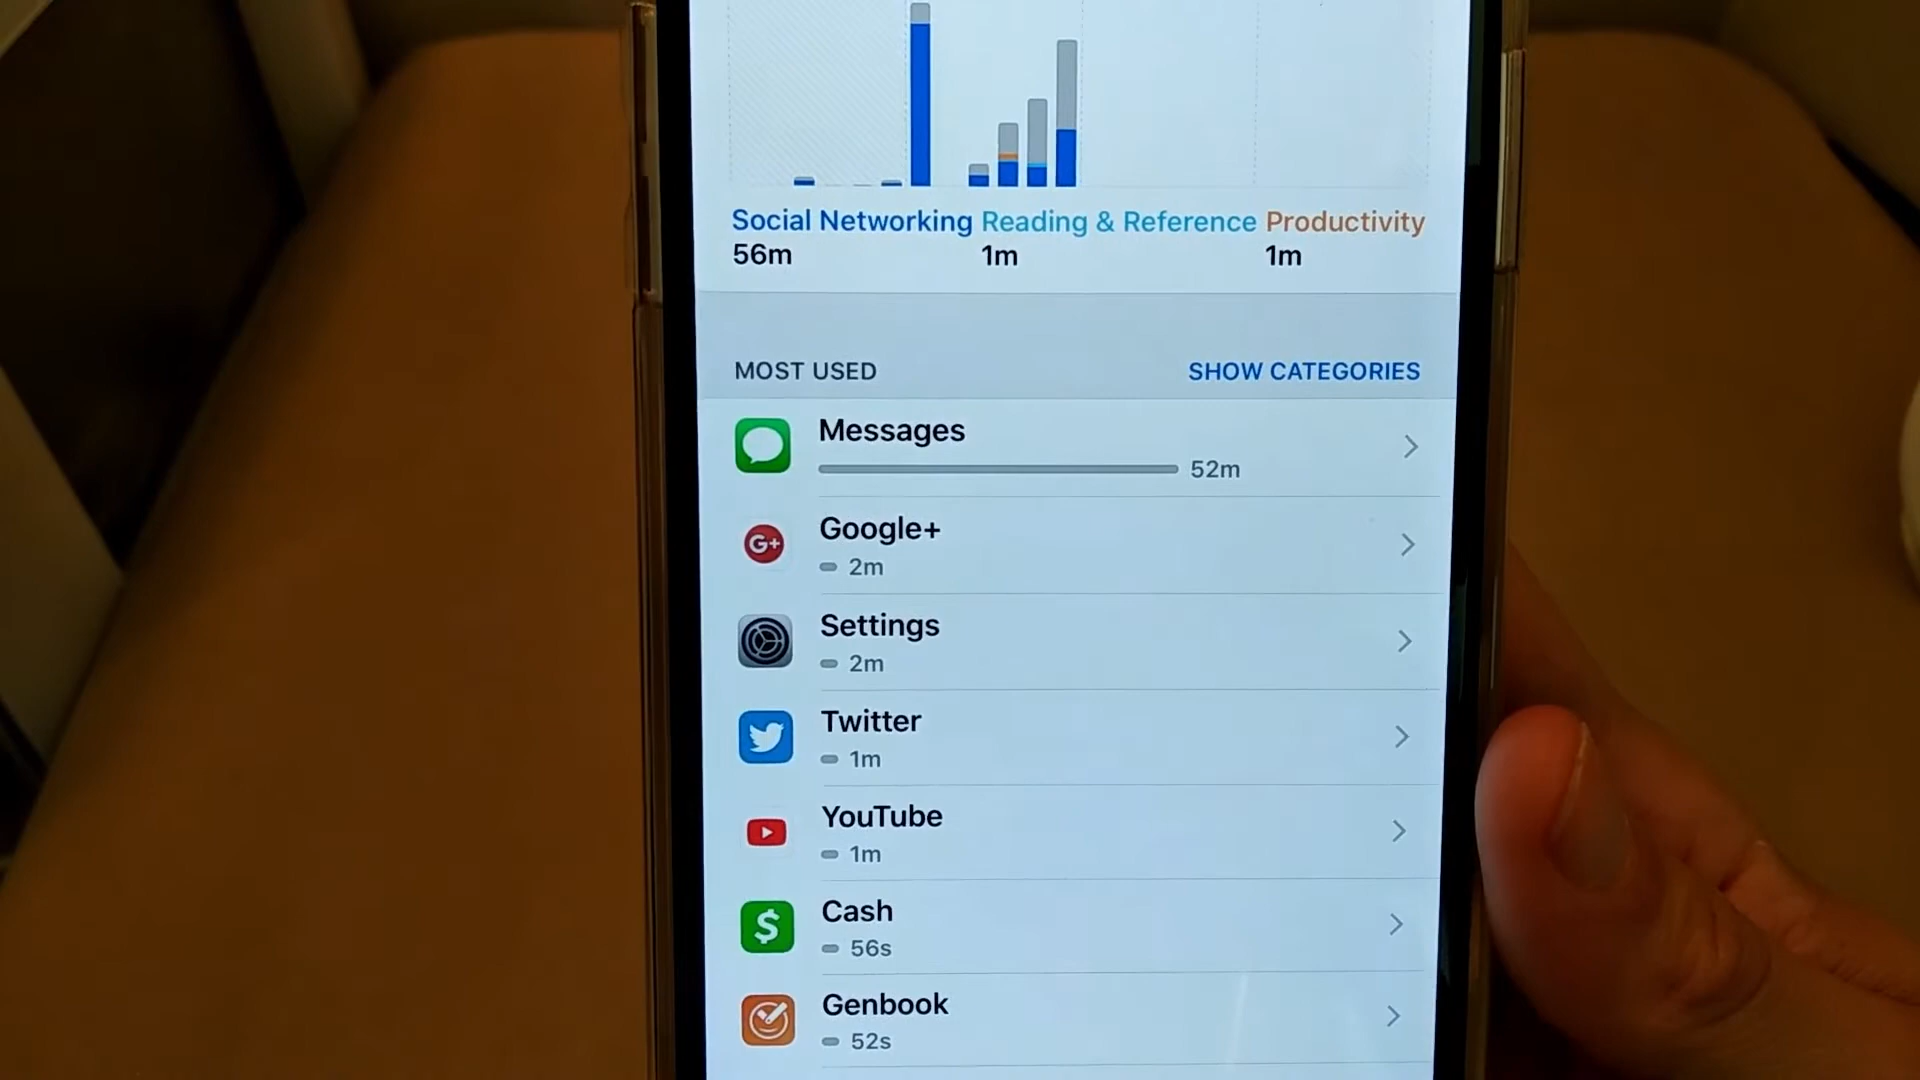 Social Networking Reading & Reference Productivity
56m 1m 1m
MOST USED SHOW CATEGORIES
Messages
52m
G+ Google+
2m
Settings
2m
Twitter
1m
YouTube
1m
$ Cash
56s
Genbook
52s